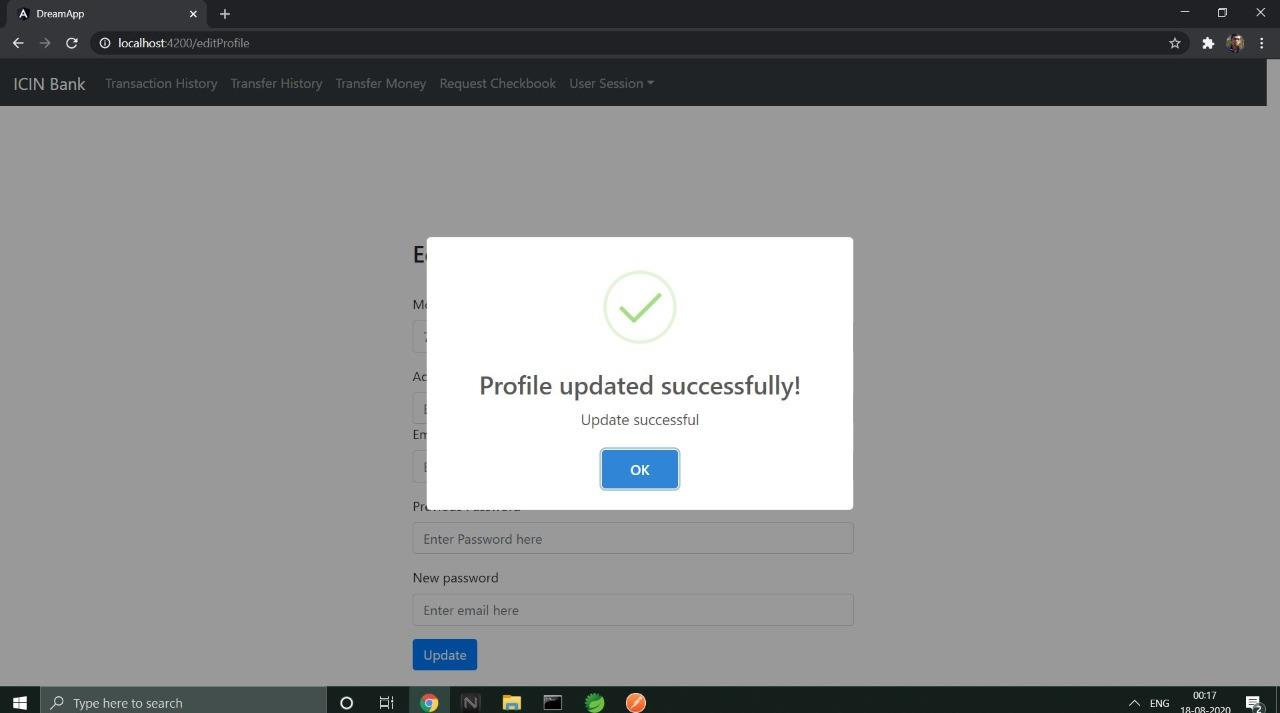 DreamApp
localhost:4200/editProfile
ICIN Bank Transaction History Transfer History Transfer Money Request Checkbook User Session
Profile updated successfully!
Update successful
OK
Enter Password here
New password
Enter email here
Update
Type here to search
ENG
00:17
18-08-2020
2